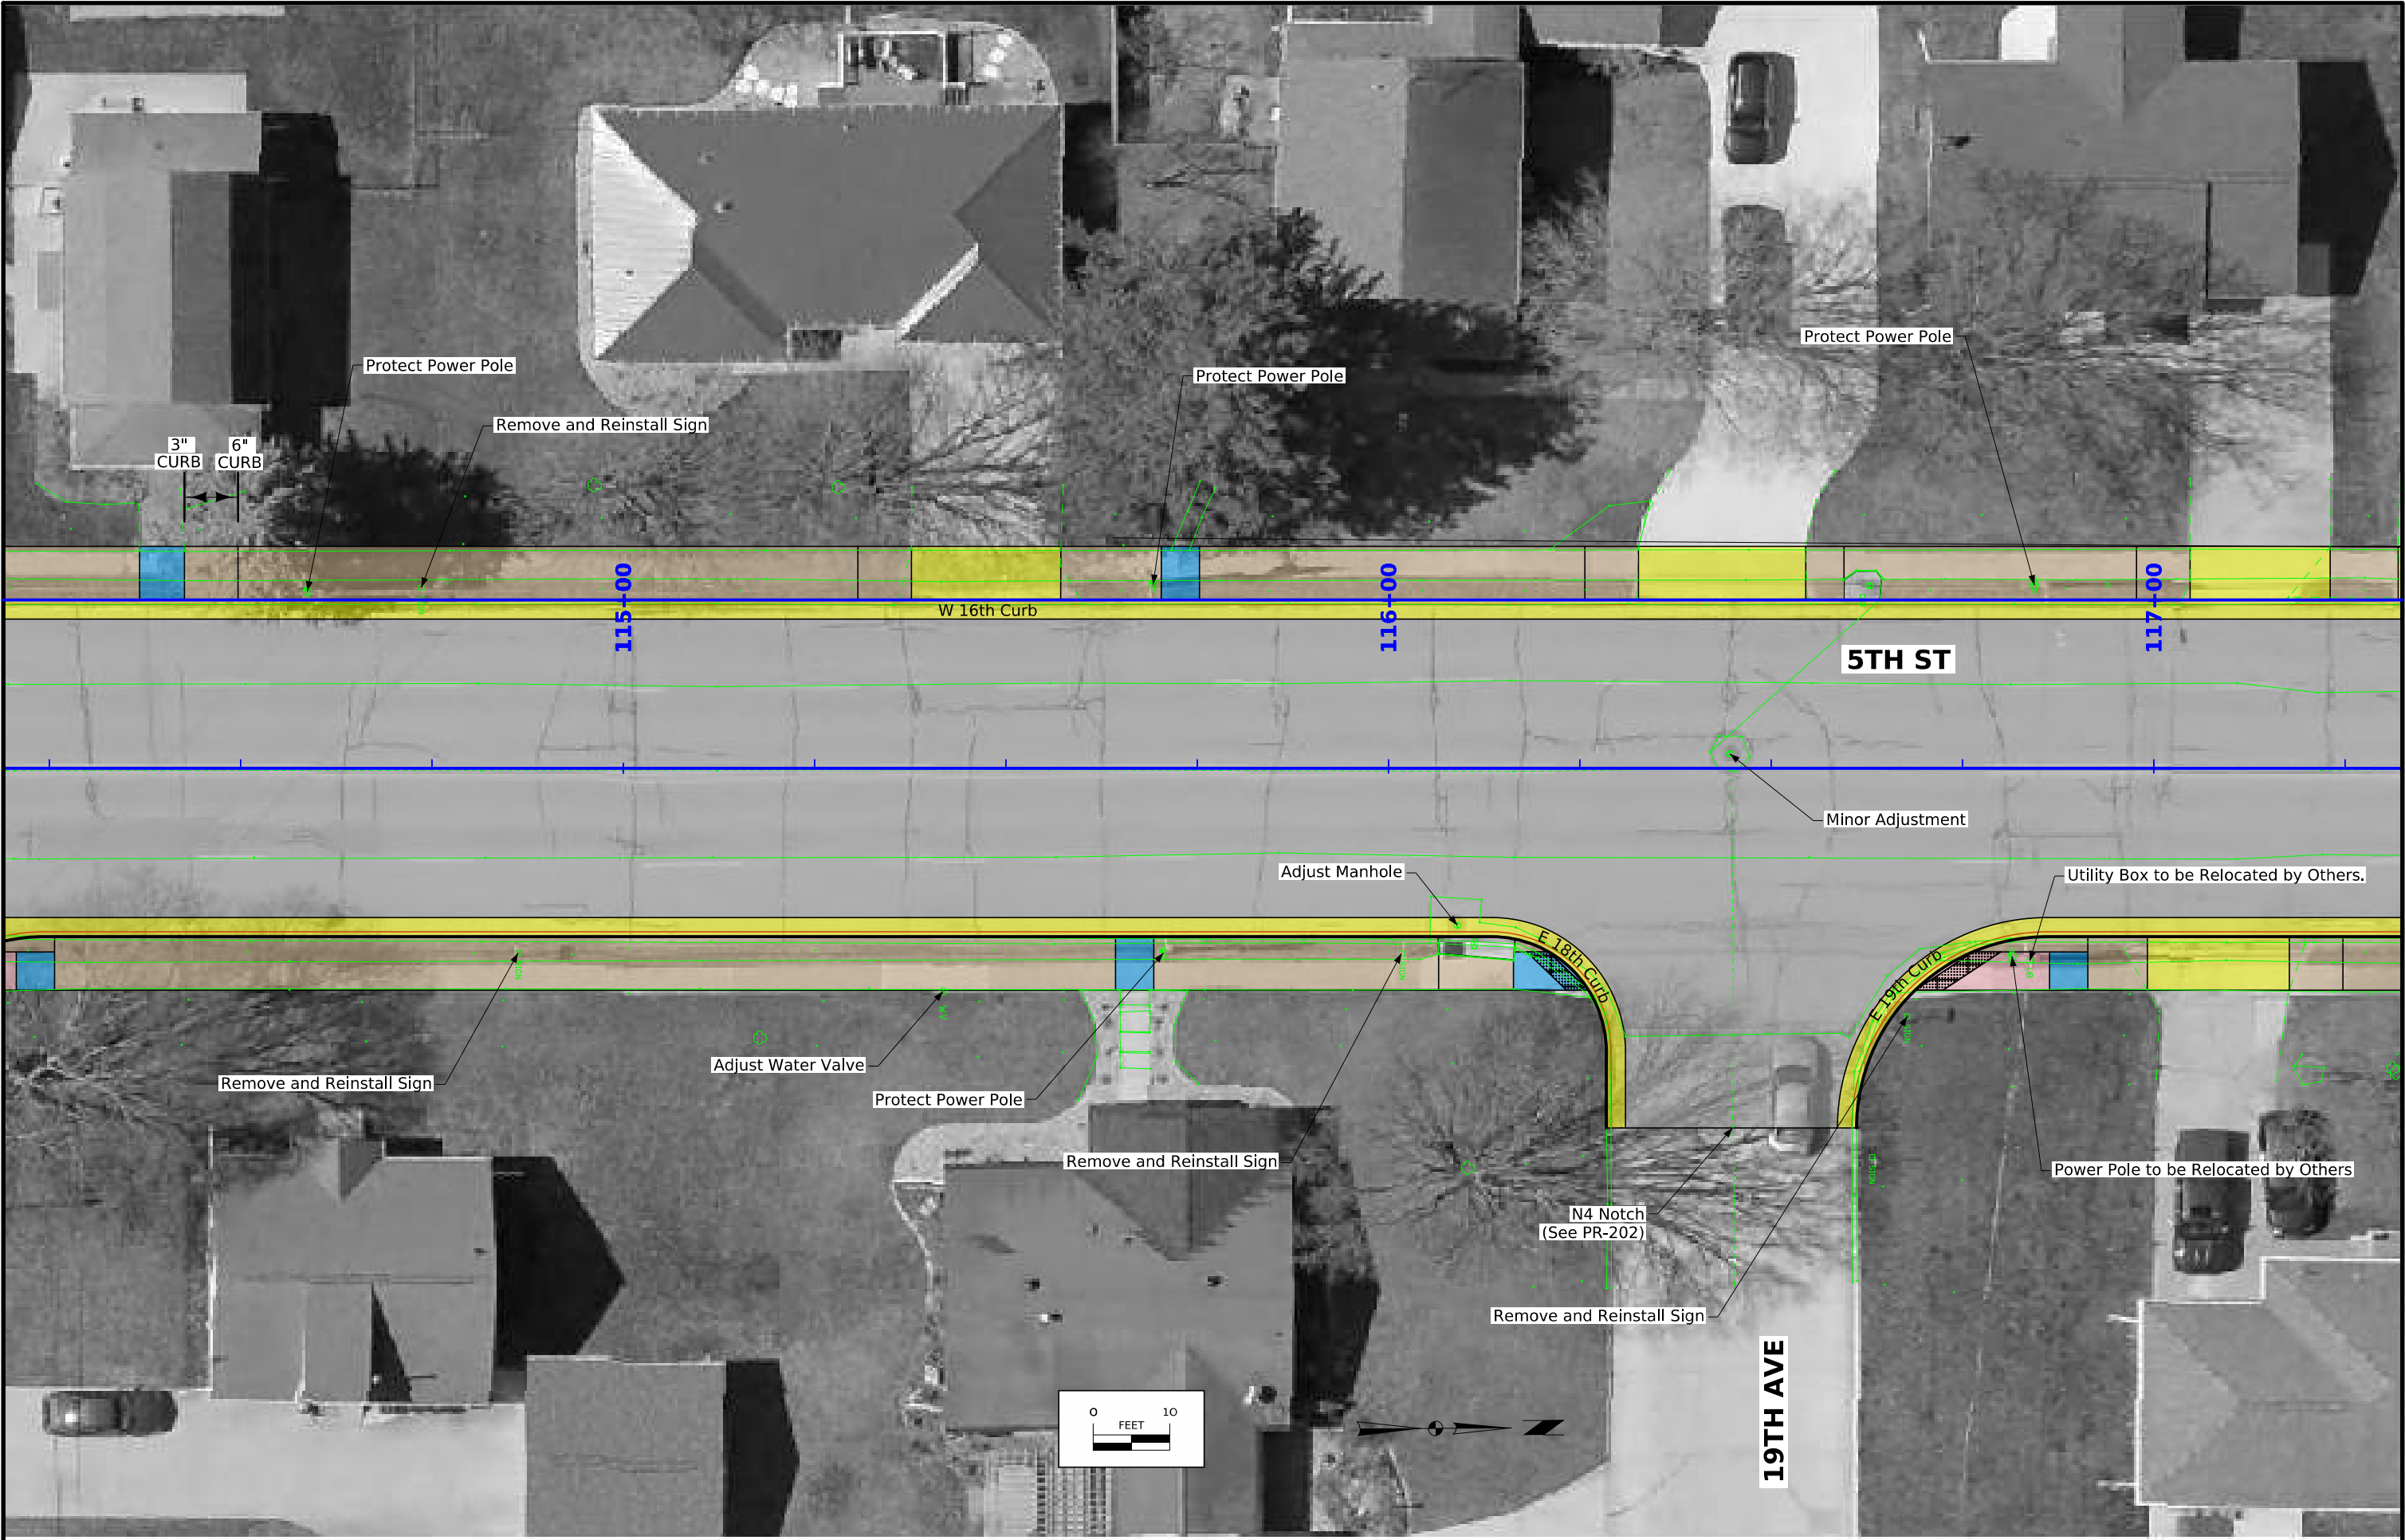 Protect Power Pole
Protect Power Pole
Protect Power Pole
Remove and Reinstall Sign
3"
CURB
6"
CURB
W 16th Curb
115+00
116+00
117+00
5TH ST
Minor Adjustment
Adjust Manhole
Utility Box to be Relocated by Others.
E 18th Curb
E 19th Curb
Adjust Water Valve
Remove and Reinstall Sign
Protect Power Pole
Remove and Reinstall Sign
Power Pole to be Relocated by Others
N4 Notch
(See PR-202)
Remove and Reinstall Sign
19TH AVE
0 10
FEET